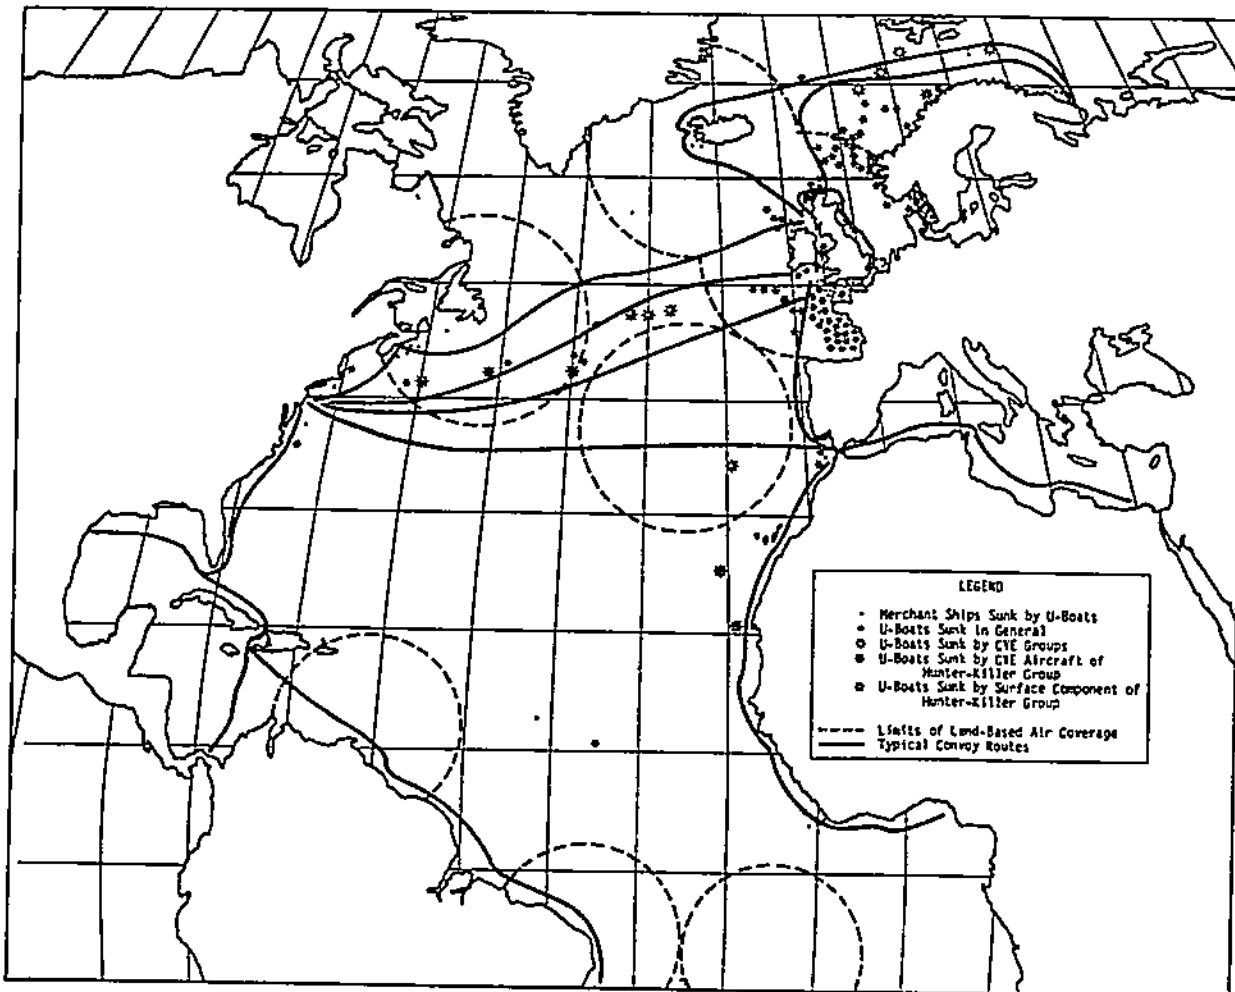 LEGEND
Merchant Ships Sunk by U-Boats
U-Boats Sunk in General
U-Boats Sunk by CVE Groups
U-Boats Sunk by CVE Aircraft of
Hunter-Killer Group
U-Boats Sunk by Surface Component of
Hunter-Killer Group
Limits of Land-Based Air Coverage
Typical Convoy Routes